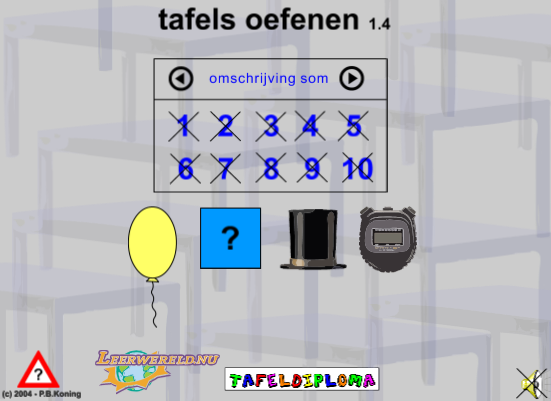 tafels oefenen 1.4
omschrijving som
1 2 3 4 5
6 7 8 9 10
?
?
LEERWERELD.NU
TAFELDIPLOMA
(c) 2004 - P.B.Koning